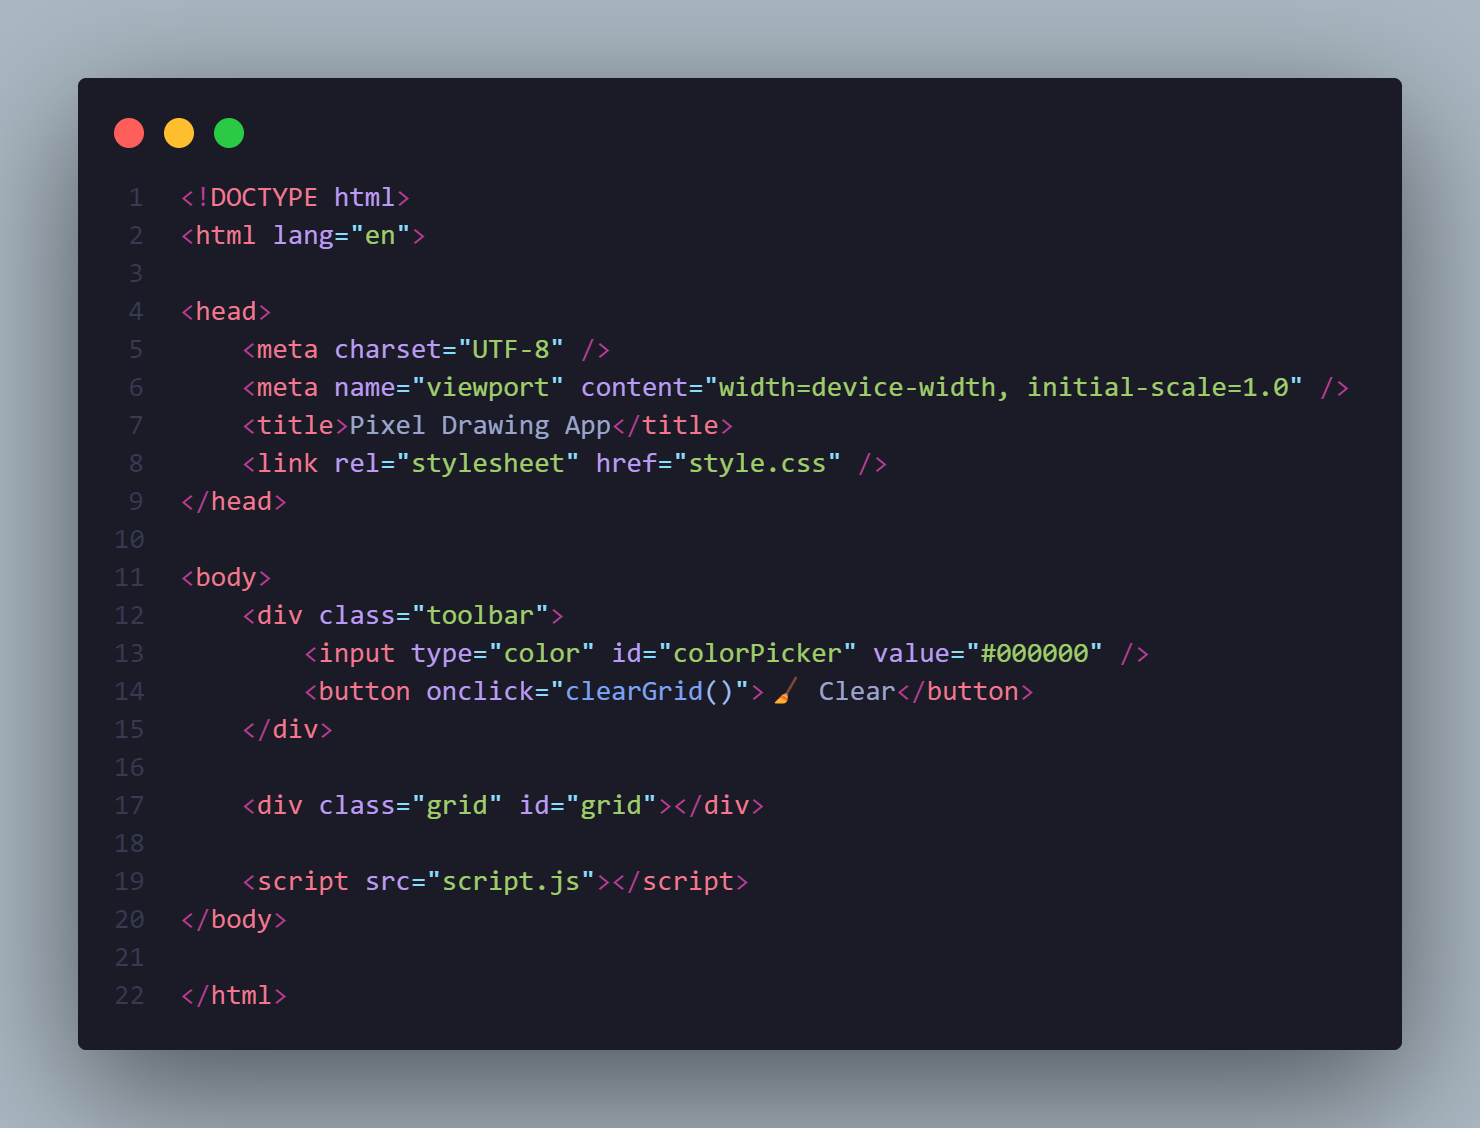 1 <!DOCTYPE html>
2 <html lang="en">
3
4 <head>
5     <meta charset="UTF-8" />
6     <meta name="viewport" content="width=device-width, initial-scale=1.0" />
7     <title>Pixel Drawing App</title>
8     <link rel="stylesheet" href="style.css" />
9 </head>
10
11 <body>
12     <div class="toolbar">
13         <input type="color" id="colorPicker" value="#000000" />
14         <button onclick="clearGrid()">🧹 Clear</button>
15     </div>
16
17     <div class="grid" id="grid"></div>
18
19     <script src="script.js"></script>
20 </body>
21
22 </html>